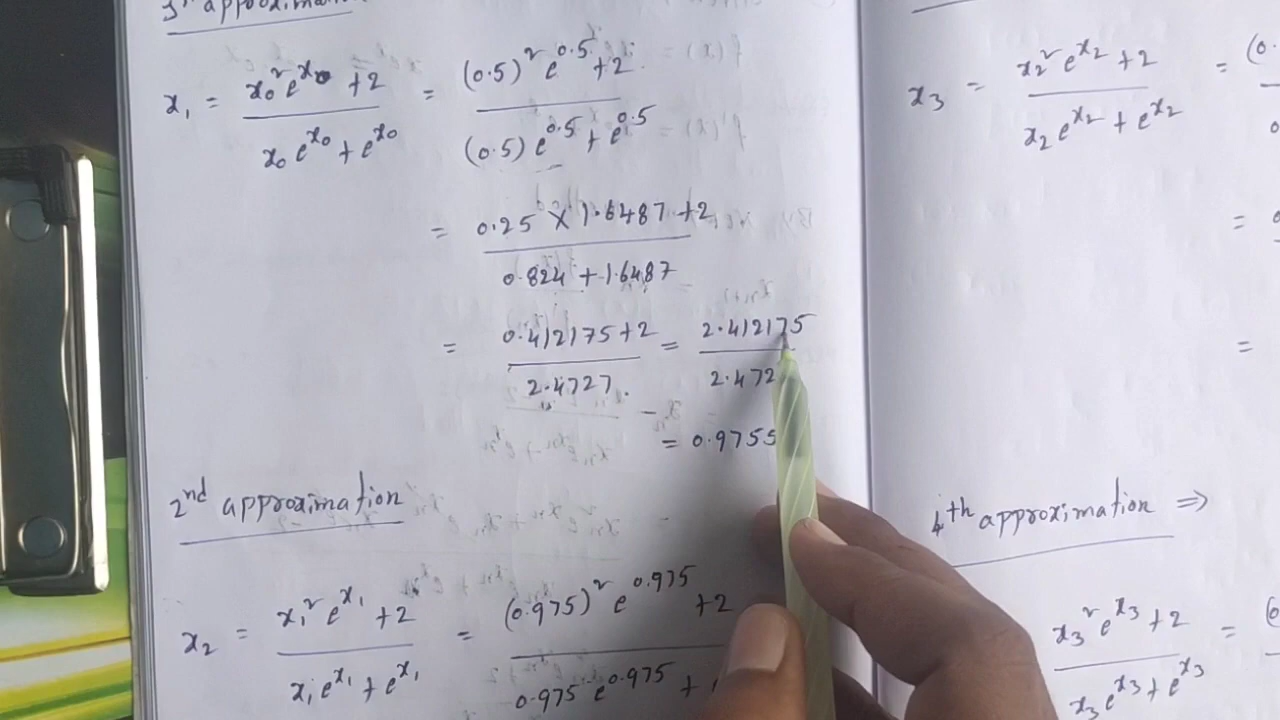 x₁ = x₀² e^x₀ + 2 / x₀ e^x₀ + e^x₀ = (0.5)² e^0.5 + 2 / (0.5) e^0.5 + e^0.5
= 0.25 × 1.6487 + 2 / 0.824 + 1.6487
= 0.412175 + 2 / 2.4727 = 2.412175 / 2.472
= 0.9755
2nd approximation
x₂ = x₁² e^x₁ + 2 / x₁ e^x₁ + e^x₁ = (0.975)² e^0.975 + 2 / 0.975 e^0.975 +
x₃ = x₂² e^x₂ + 2 / x₂ e^x₂ + e^x₂ =
=
=
4th approximation ⇒
x₃² e^x₃ + 2 / x₃ e^x₃ + e^x₃ =